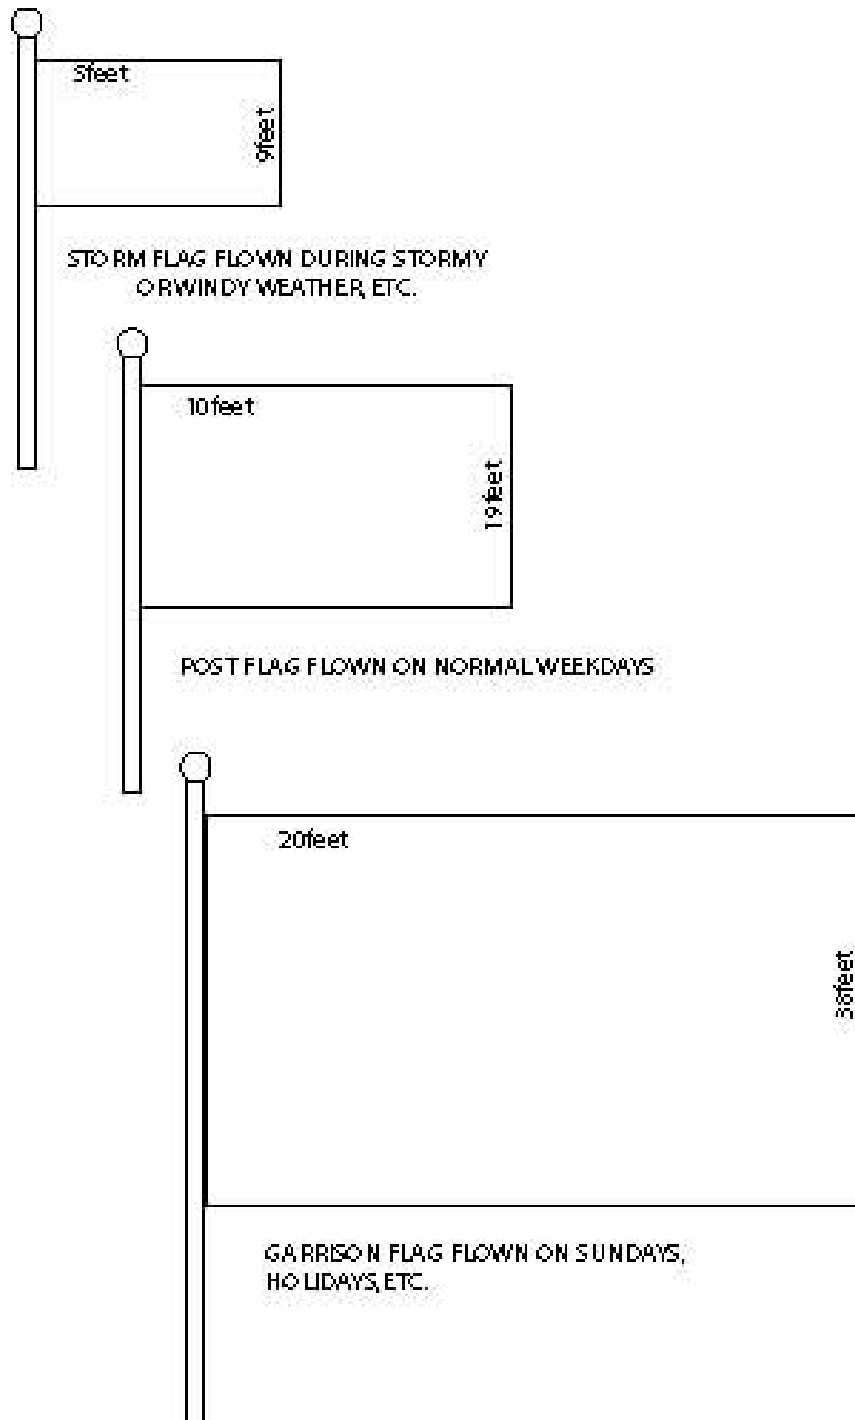 5feet
9feet
STORM FLAG FLOWN DURING STORMY
OR WINDY WEATHER, ETC.
10feet
19feet
POST FLAG FLOWN ON NORMAL WEEKDAYS
20feet
38feet
GARRISON FLAG FLOWN ON SUNDAYS,
HOLIDAYS, ETC.